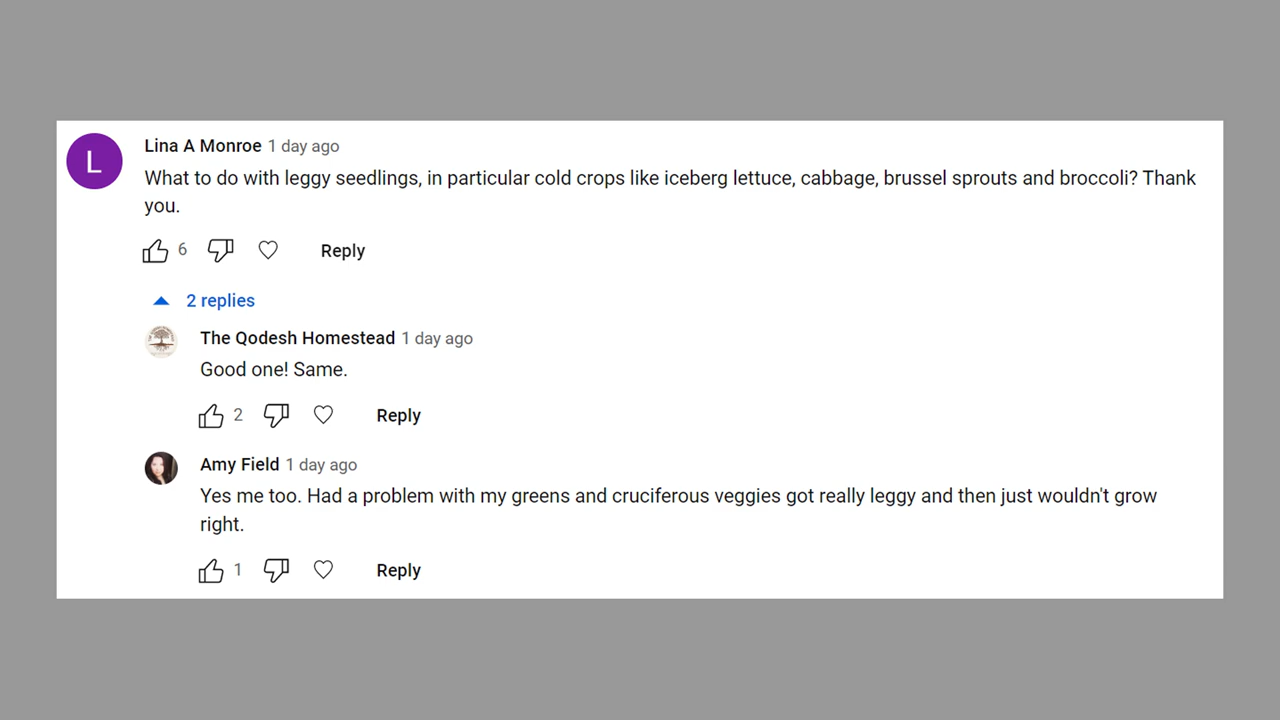 L
Lina A Monroe 1 day ago
What to do with leggy seedlings, in particular cold crops like iceberg lettuce, cabbage, brussel sprouts and broccoli? Thank
you.
6 Reply
2 replies
The Qodesh Homestead 1 day ago
Good one! Same.
2 Reply
Amy Field 1 day ago
Yes me too. Had a problem with my greens and cruciferous veggies got really leggy and then just wouldn't grow
right.
1 Reply